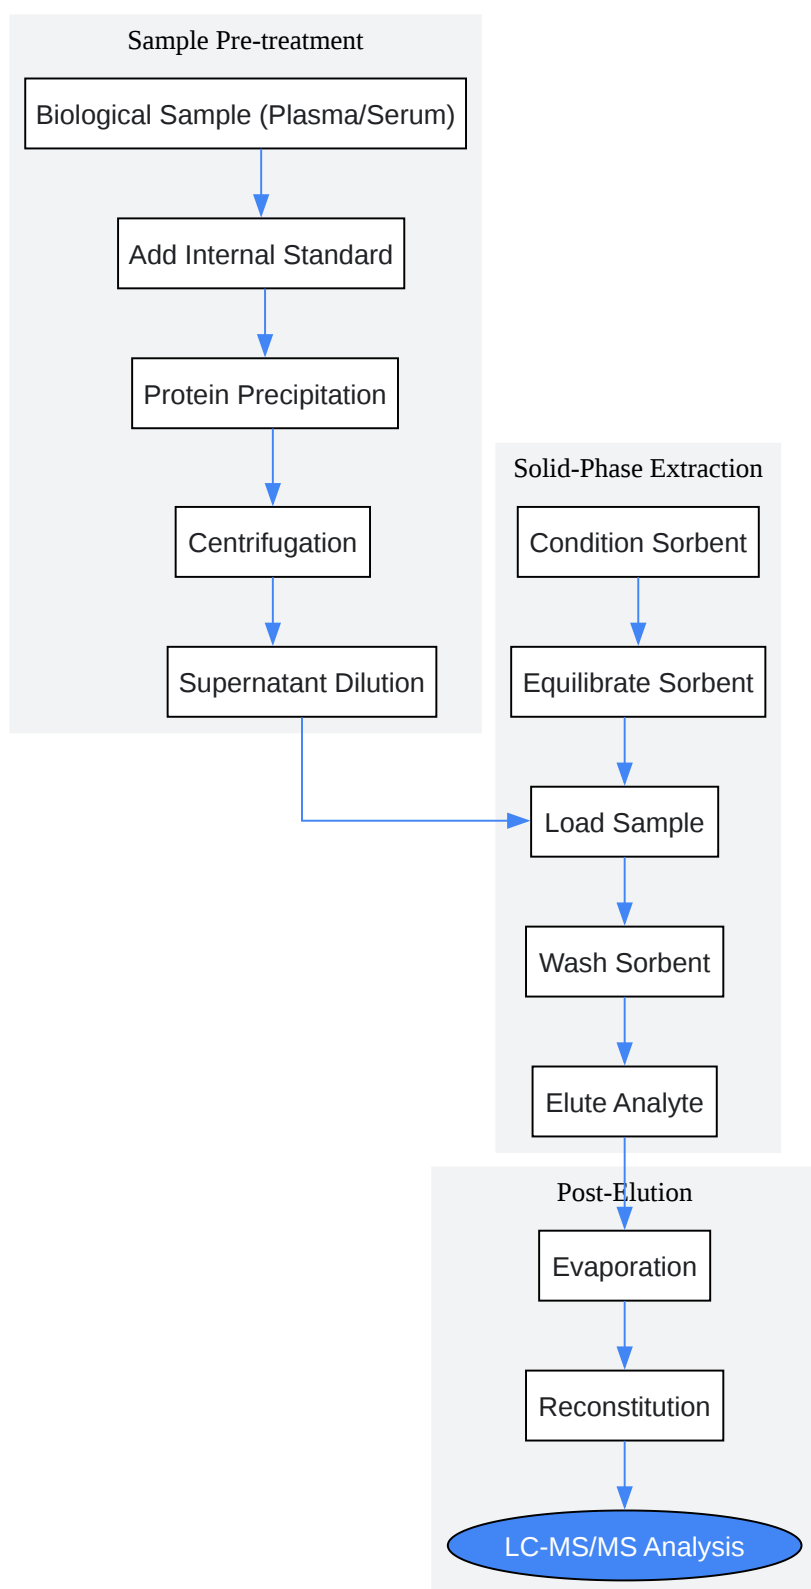 Sample Pre-treatment
Biological Sample (Plasma/Serum)
Add Internal Standard
Protein Precipitation
Centrifugation
Supernatant Dilution
Solid-Phase Extraction
Condition Sorbent
Equilibrate Sorbent
Load Sample
Wash Sorbent
Elute Analyte
Post-Elution
Evaporation
Reconstitution
LC-MS/MS Analysis